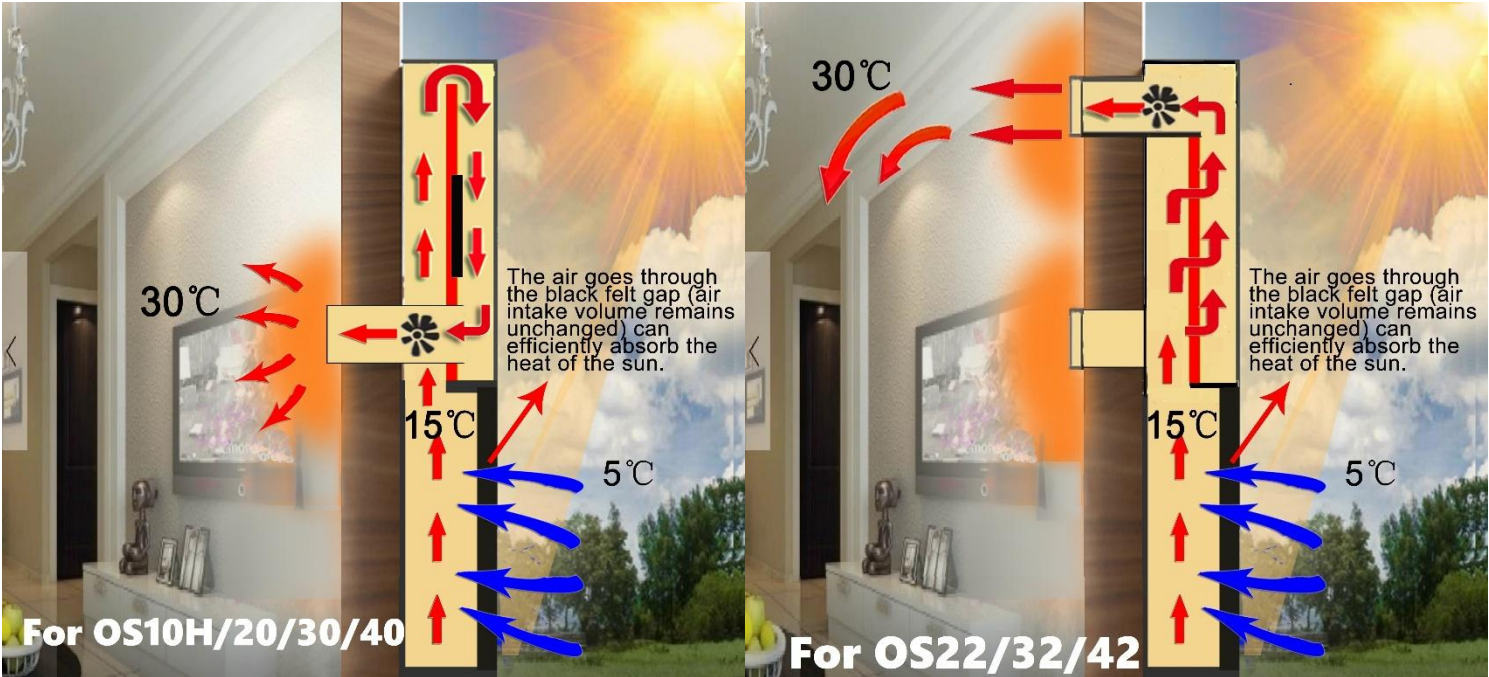 30℃
The air goes through
the black felt gap (air
intake volume remains
unchanged) can
efficiently absorb the
heat of the sun.
15℃
5℃
For OS10H/20/30/40
30℃
The air goes through
the black felt gap (air
intake volume remains
unchanged) can
efficiently absorb the
heat of the sun.
15℃
5℃
For OS22/32/42